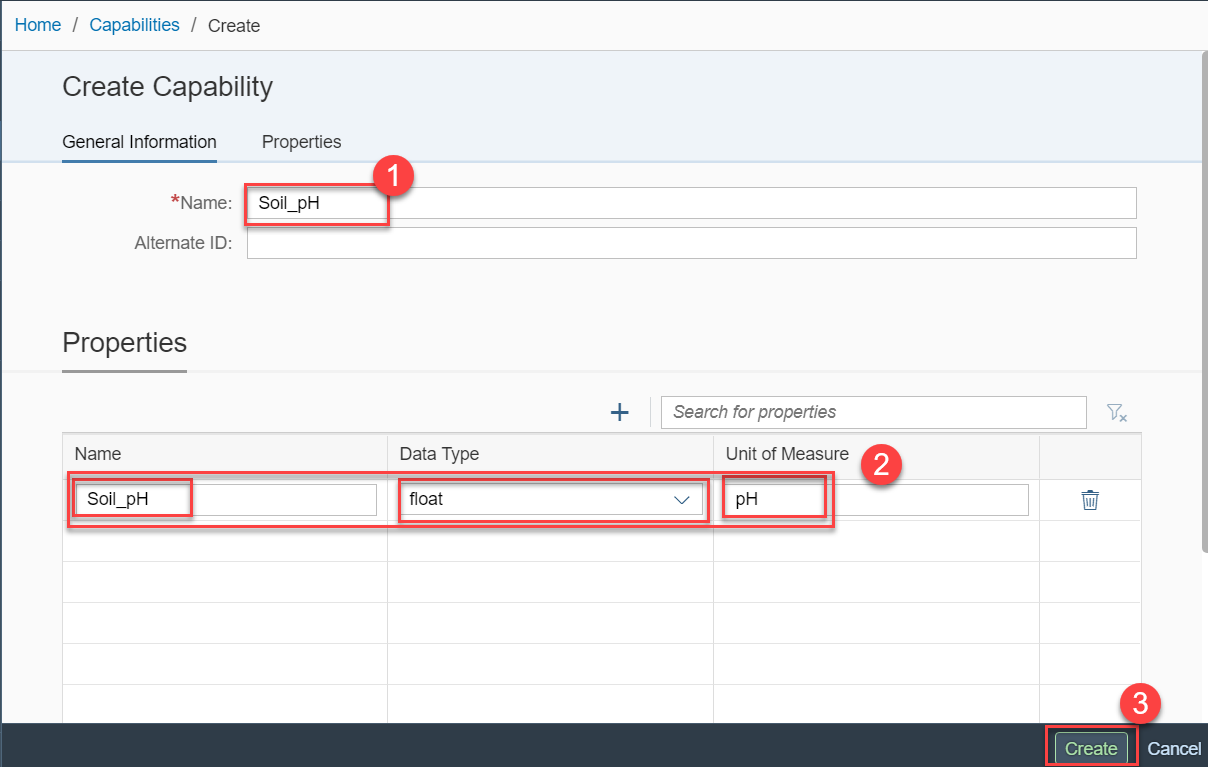 Home / Capabilities / Create
Create Capability
General Information Properties
1
*Name: Soil_pH
Alternate ID:
Properties
+ Search for properties
Name Data Type Unit of Measure
2
Soil_pH float pH
3
Create Cancel